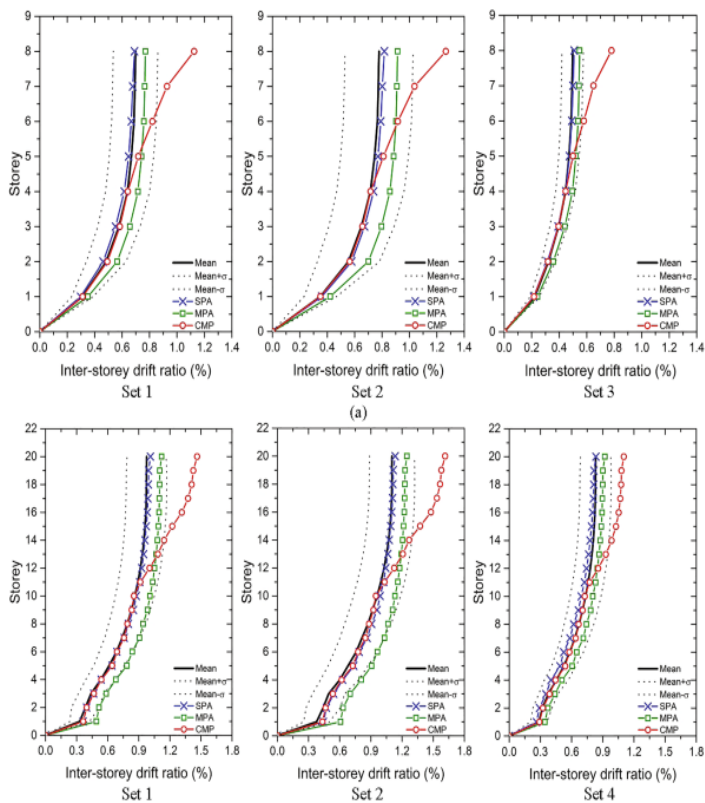 9
8
7
6
5
4
3
2
1
0
Storey
Mean
Mean+σ
Mean-σ
SPA
MPA
CMP
0.0 0.2 0.4 0.6 0.8 1.0 1.2 1.4
Inter-storey drift ratio (%)
Set 1
9
8
7
6
5
4
3
2
1
0
Storey
Mean
Mean+σ
Mean-σ
SPA
MPA
CMP
0.0 0.2 0.4 0.6 0.8 1.0 1.2 1.4
Inter-storey drift ratio (%)
Set 2
9
8
7
6
5
4
3
2
1
0
Storey
Mean
Mean+σ
Mean-σ
SPA
MPA
CMP
0.0 0.2 0.4 0.6 0.8 1.0 1.2 1.4
Inter-storey drift ratio (%)
Set 3
(a)
22
20
18
16
14
12
10
8
6
4
2
0
Storey
Mean
Mean+σ
Mean-σ
SPA
MPA
CMP
0.0 0.3 0.6 0.9 1.2 1.5 1.8
Inter-storey drift ratio (%)
Set 1
22
20
18
16
14
12
10
8
6
4
2
0
Storey
Mean
Mean+σ
Mean-σ
SPA
MPA
CMP
0.0 0.3 0.6 0.9 1.2 1.5 1.8
Inter-storey drift ratio (%)
Set 2
22
20
18
16
14
12
10
8
6
4
2
0
Storey
Mean
Mean+σ
Mean-σ
SPA
MPA
CMP
0.0 0.3 0.6 0.9 1.2 1.5 1.8
Inter-storey drift ratio (%)
Set 4